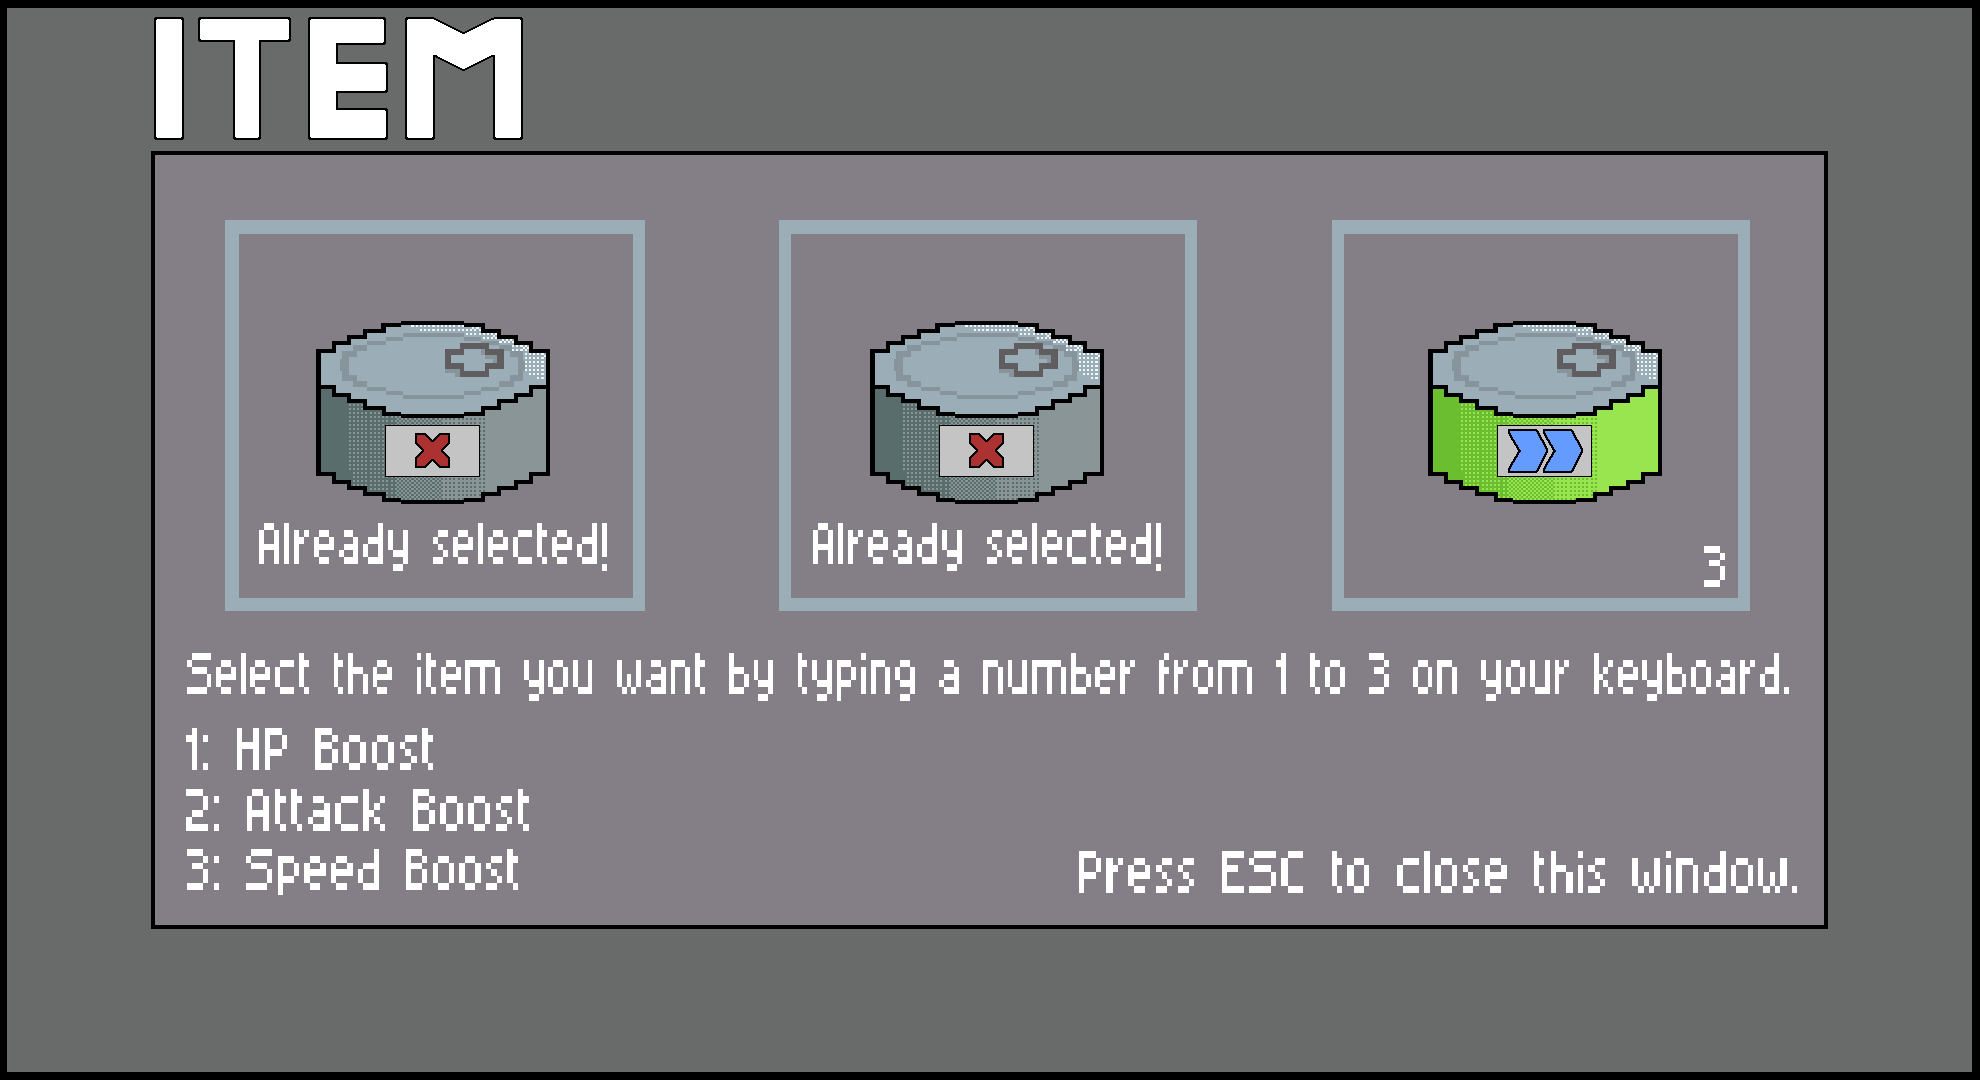 ITEM
Already selected!
Already selected!
3
Select the item you want by typing a number from 1 to 3 on your keyboard.
1: HP Boost
2: Attack Boost
3: Speed Boost
Press ESC to close this window.